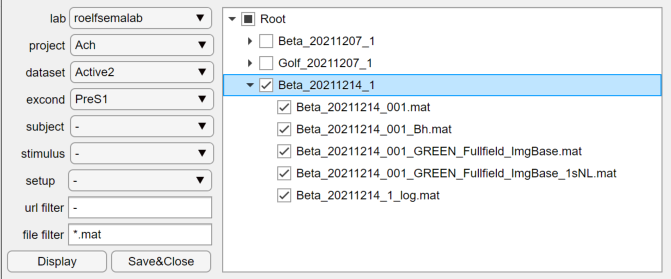 lab roelfsemalab
project Ach
dataset Active2
excond PreS1
subject -
stimulus -
setup -
url filter -
file filter *.mat
Display Save&Close
Root
Beta_20211207_1
Golf_20211207_1
Beta_20211214_1
Beta_20211214_001.mat
Beta_20211214_001_Bh.mat
Beta_20211214_001_GREEN_Fullfield_ImgBase.mat
Beta_20211214_001_GREEN_Fullfield_ImgBase_1sNL.mat
Beta_20211214_1_log.mat